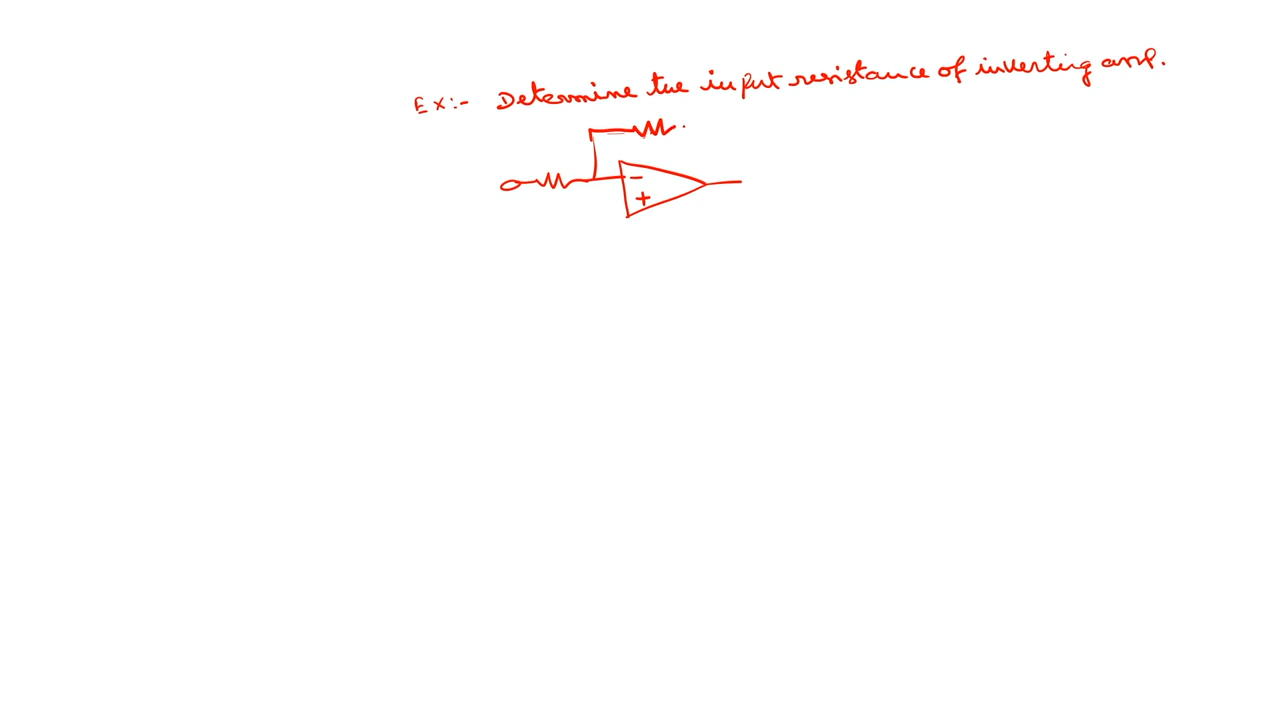 Ex:- Determine the input resistance of inverting amp.
-
+